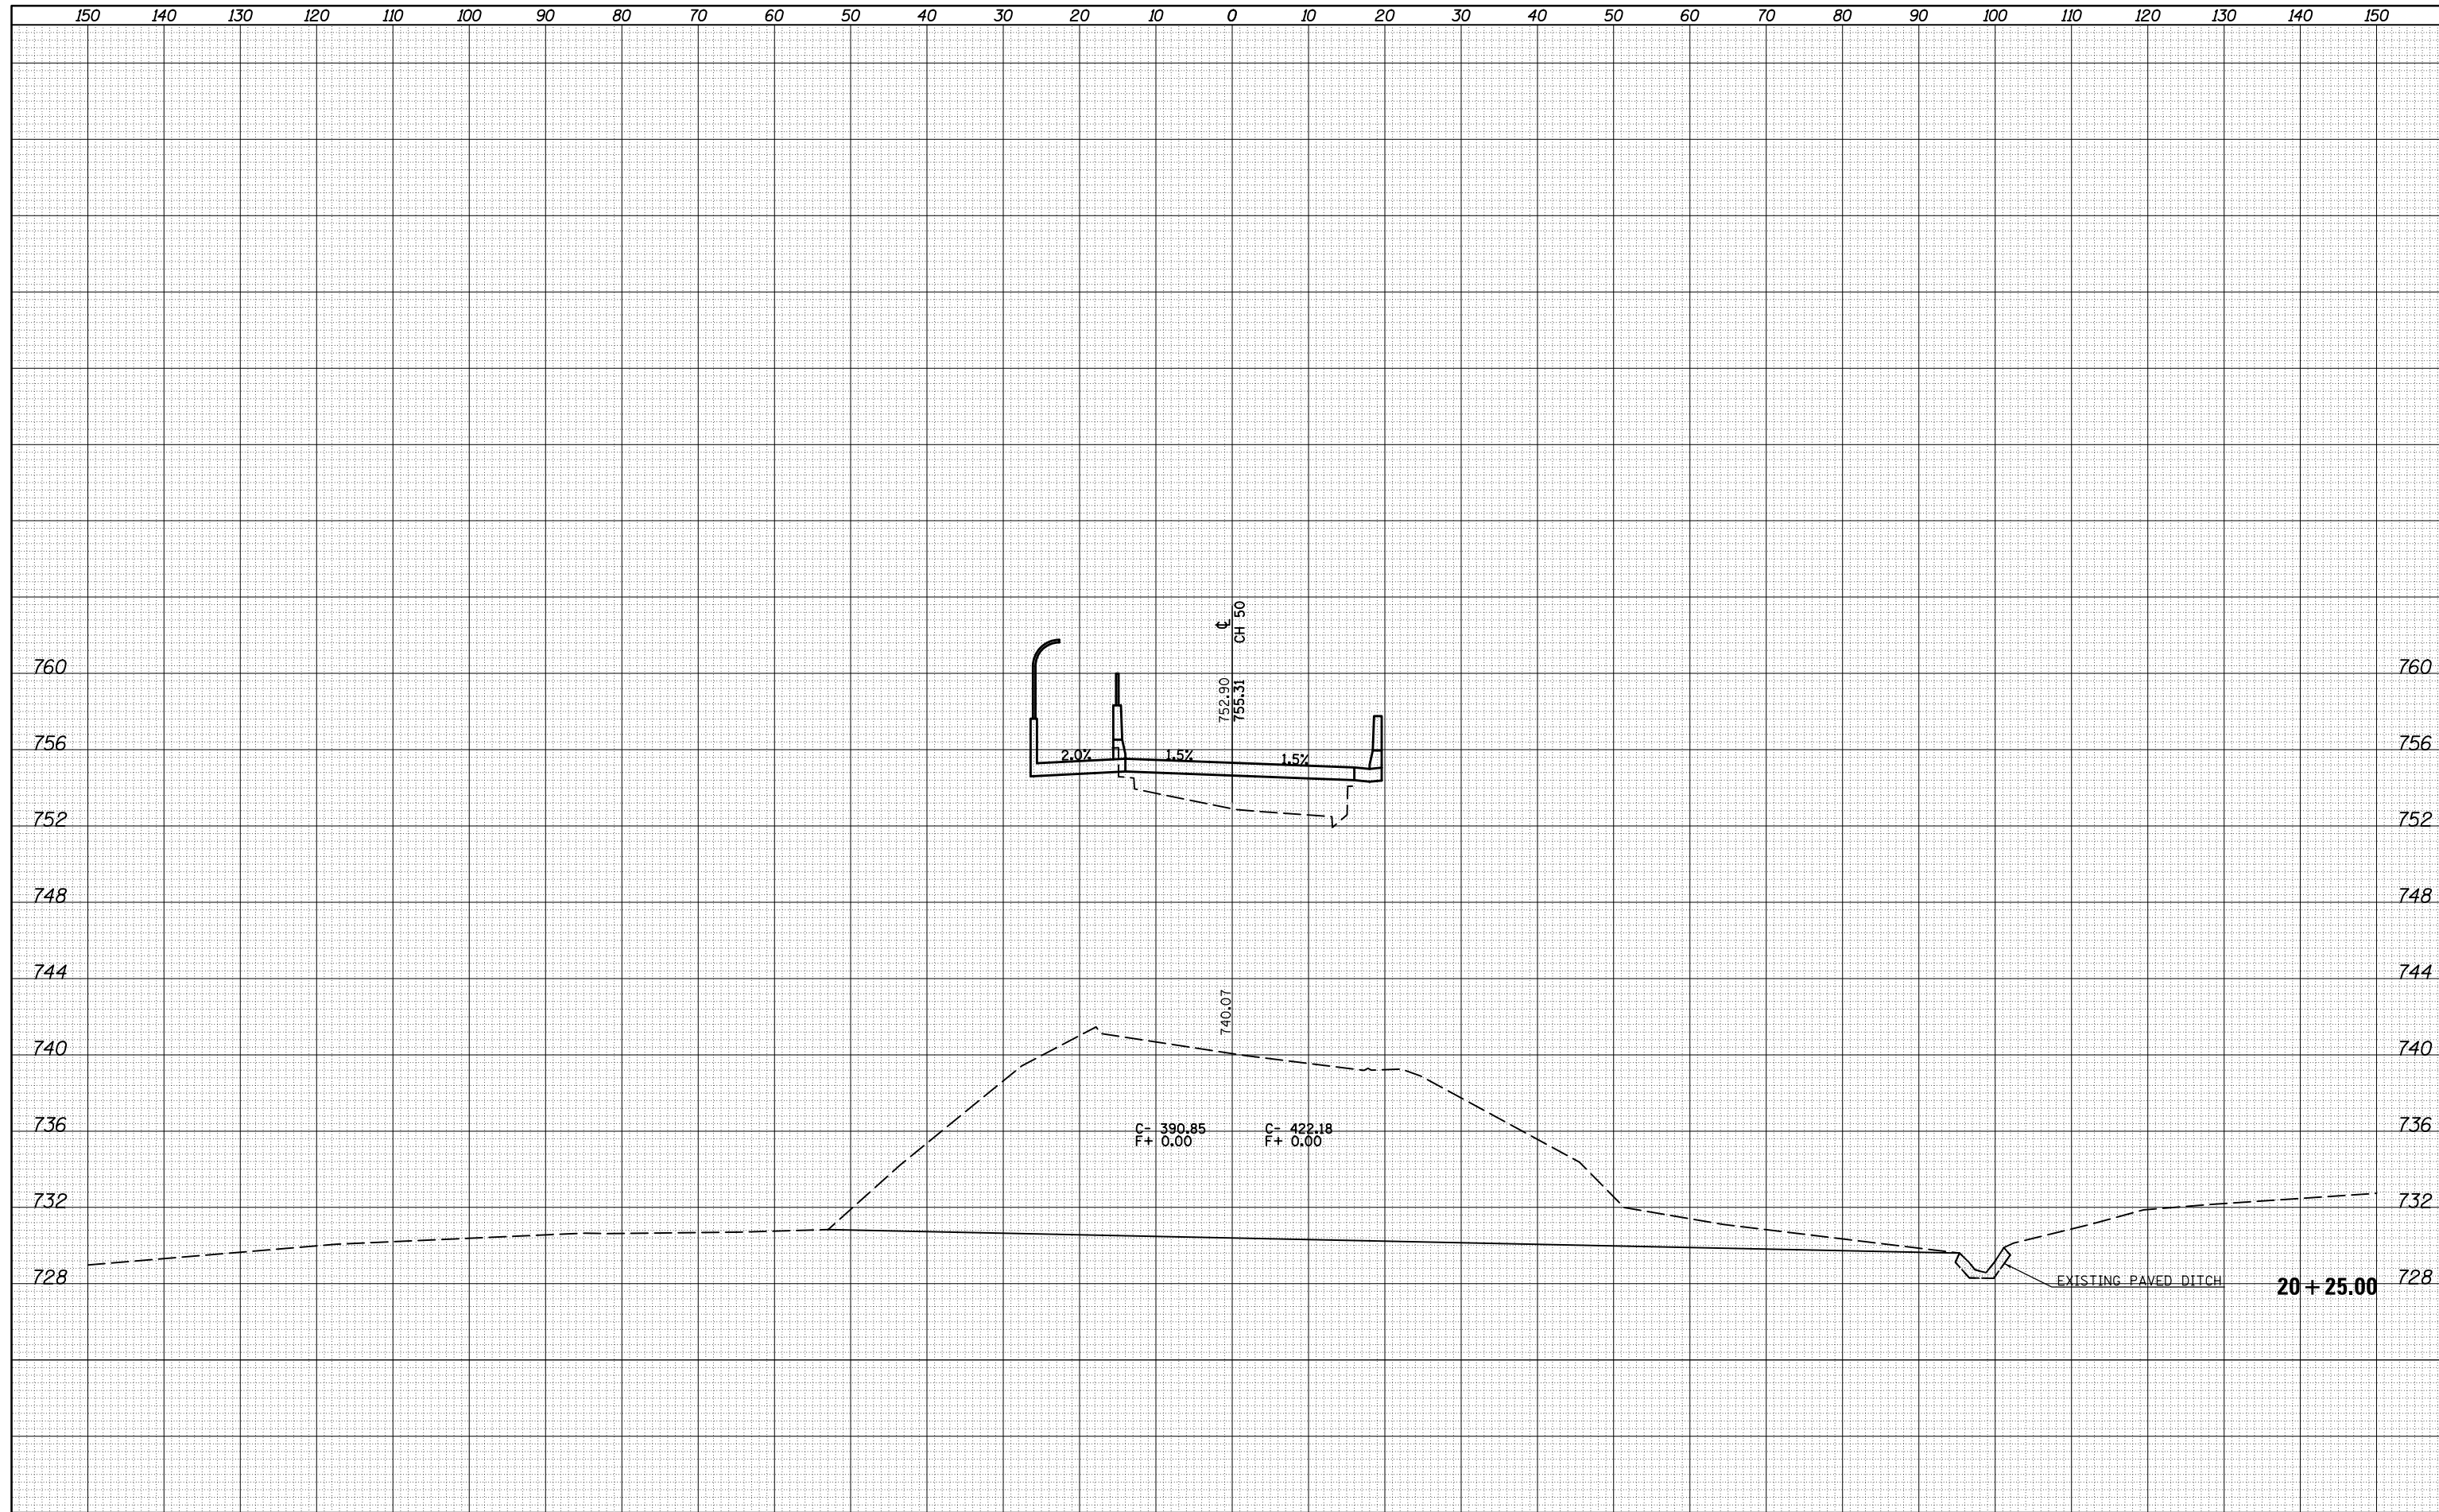 150 140 130 120 110 100 90 80 70 60 50 40 30 20 10 0 10 20 30 40 50 60 70 80 90 100 110 120 130 140 150
℄
CH 50
760 760
752.90
755.31
756 756
2.0% 1.5% 1.5%
752 752
748 748
744 744
740.07
740 740
736 736
C- 390.85 C- 422.18
F+ 0.00 F+ 0.00
732 732
728 728
EXISTING PAVED DITCH
20+25.00